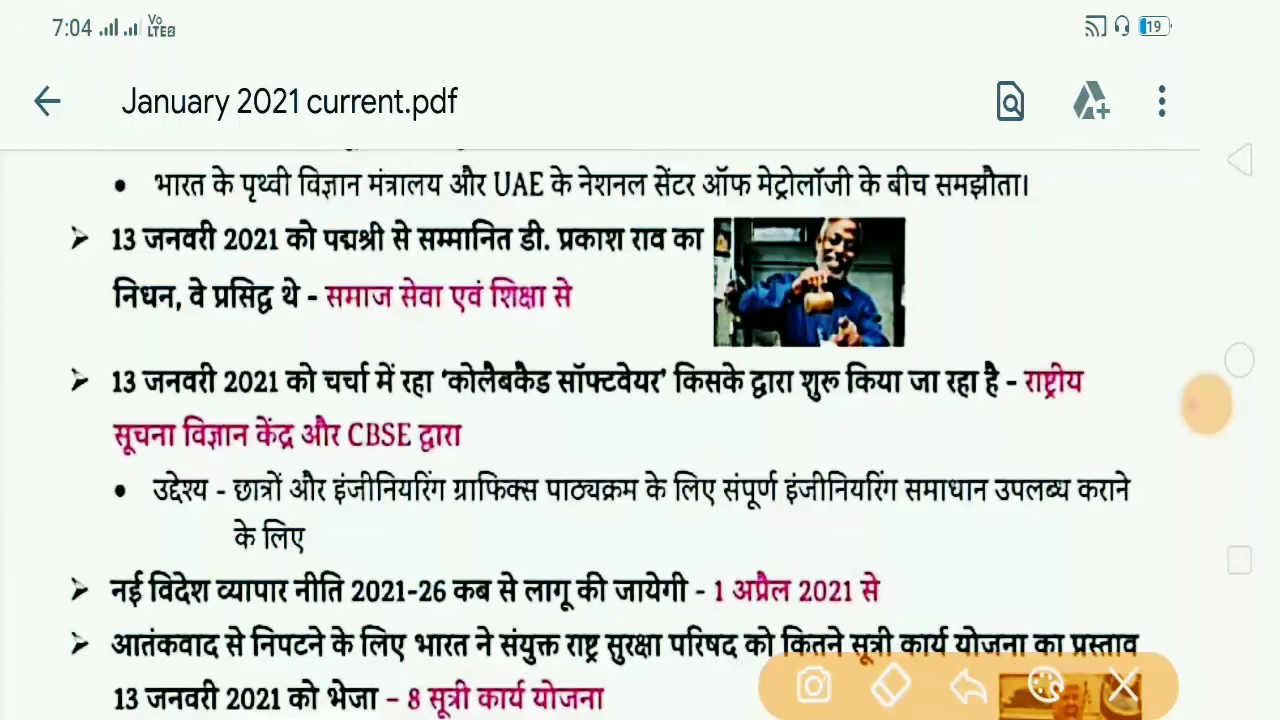 7:04 Vo LTE2 19
January 2021 current.pdf
• भारत के पृथ्वी विज्ञान मंत्रालय और UAE के नेशनल सेंटर ऑफ मेट्रोलॉजी के बीच समझौता।
➤ 13 जनवरी 2021 को पद्मश्री से सम्मानित डी. प्रकाश राव का
निधन, वे प्रसिद्ध थे - समाज सेवा एवं शिक्षा से
➤ 13 जनवरी 2021 को चर्चा में रहा ‘कोलैबकैड सॉफ्टवेयर’ किसके द्वारा शुरू किया जा रहा है - राष्ट्रीय
सूचना विज्ञान केंद्र और CBSE द्वारा
• उद्देश्य - छात्रों और इंजीनियरिंग ग्राफिक्स पाठ्यक्रम के लिए संपूर्ण इंजीनियरिंग समाधान उपलब्ध कराने
के लिए
➤ नई विदेश व्यापार नीति 2021-26 कब से लागू की जायेगी - 1 अप्रैल 2021 से
➤ आतंकवाद से निपटने के लिए भारत ने संयुक्त राष्ट्र सुरक्षा परिषद को कितने सूत्री कार्य योजना का प्रस्ताव
13 जनवरी 2021 को भेजा - 8 सूत्री कार्य योजना